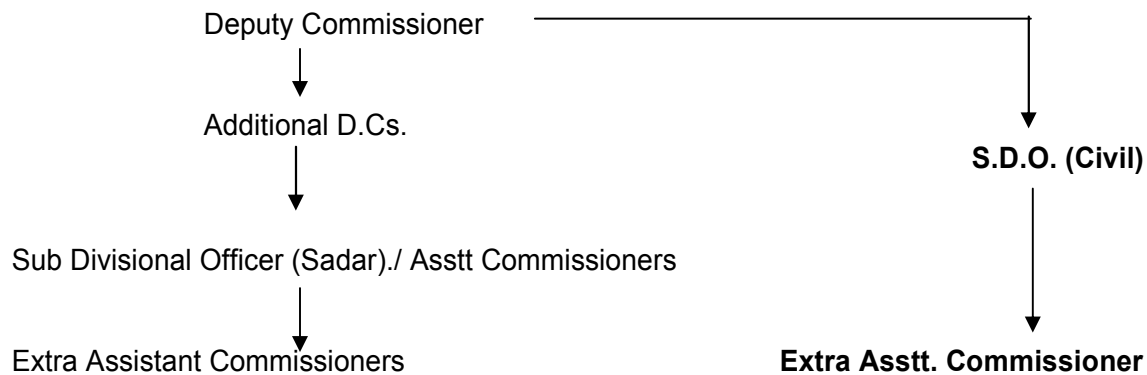 Deputy Commissioner
Additional D.Cs.
S.D.O. (Civil)
Sub Divisional Officer (Sadar)./ Asstt Commissioners
Extra Assistant Commissioners
Extra Asstt. Commissioner